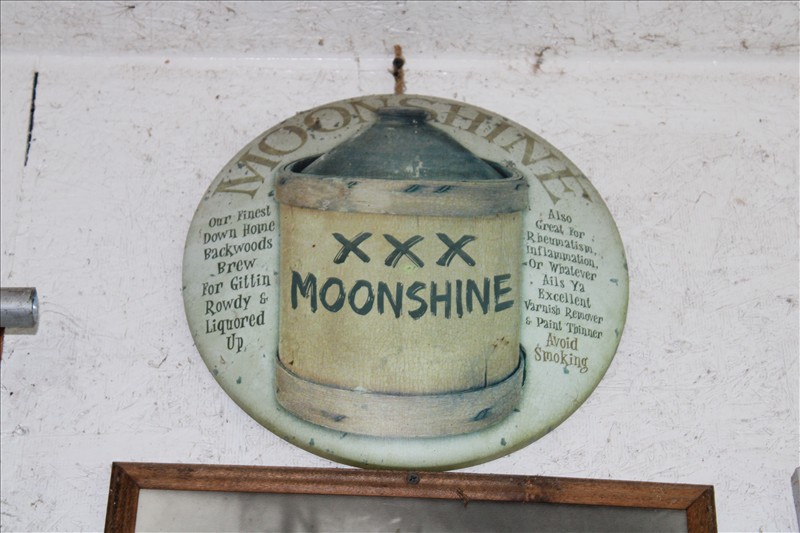 MOONSHINE
Our Finest
Down Home
Backwoods
Brew
For Gittin
Rowdy &
Liquored
Up
XXX
MOONSHINE
Also
Great For
Rheumatism,
Inflammation,
Or Whatever
Ails Ya
Excellent
Varnish Remover
& Paint Thinner
Avoid
Smoking